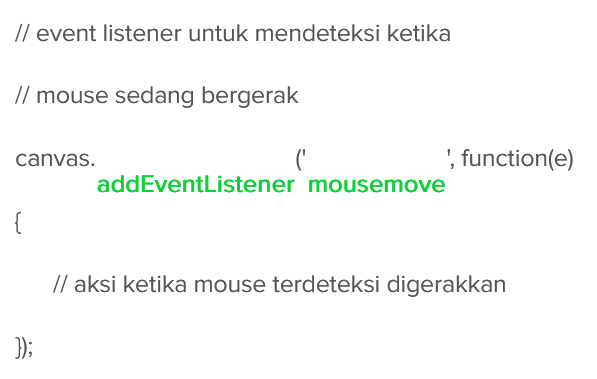 // event listener untuk mendeteksi ketika
// mouse sedang bergerak
canvas. (' ', function(e)
addEventListener mousemove
{
// aksi ketika mouse terdeteksi digerakkan
});